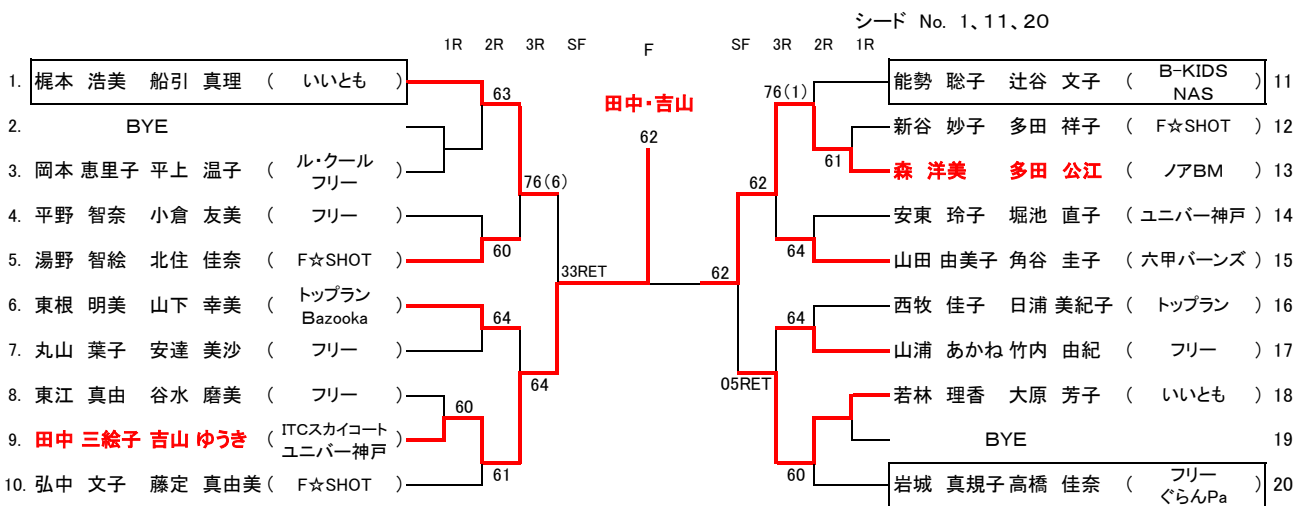 シード No. 1、11、20
1R 2R 3R SF F SF 3R 2R 1R
田中・吉山
62
1. 梶本 浩美 船引 真理 ( いいとも )
2. BYE
3. 岡本 恵里子 平上 温子 ( ル・クール フリー )
4. 平野 智奈 小倉 友美 ( フリー )
5. 湯野 智絵 北住 佳奈 ( F☆SHOT )
6. 東根 明美 山下 幸美 ( トップラン Bazooka )
7. 丸山 葉子 安達 美沙 ( フリー )
8. 東江 真由 谷水 磨美 ( フリー )
9. 田中 三絵子 吉山 ゆうき ( ITCスカイコート ユニバー神戸 )
10. 弘中 文子 藤定 真由美 ( F☆SHOT )
63
76(6)
60
33RET
64
64
60
61
能勢 聡子 辻谷 文子 ( B-KIDS NAS ) 11
新谷 妙子 多田 祥子 ( F☆SHOT ) 12
森 洋美 多田 公江 ( ノアBM ) 13
安東 玲子 堀池 直子 ( ユニバー神戸 ) 14
山田 由美子 角谷 圭子 ( 六甲バーンズ ) 15
西牧 佳子 日浦 美紀子 ( トップラン ) 16
山浦 あかね 竹内 由紀 ( フリー ) 17
若林 理香 大原 芳子 ( いいとも ) 18
BYE 19
岩城 真規子 高橋 佳奈 ( フリー ぐらんPa ) 20
76(1)
61
62
64
62
64
05RET
60